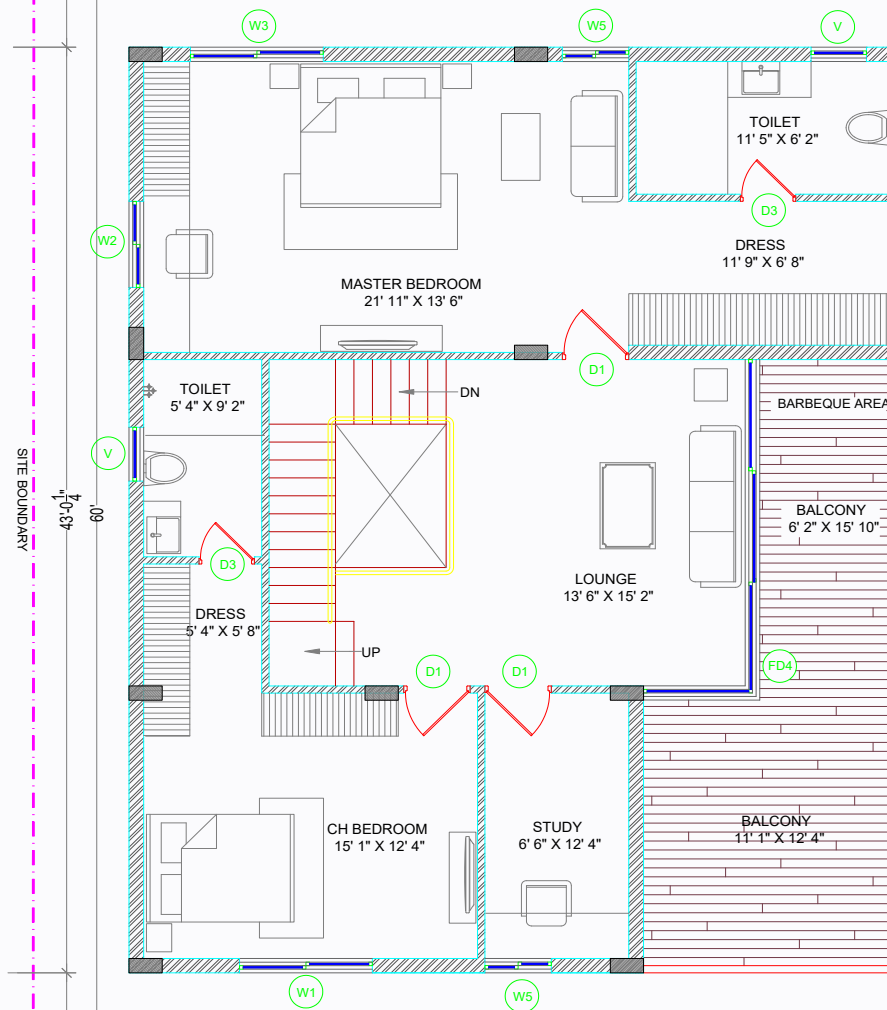 W3
W5
V
TOILET
11' 5" X 6' 2"
D3
W2
DRESS
11' 9" X 6' 8"
MASTER BEDROOM
21' 11" X 13' 6"
D1
TOILET
5' 4" X 9' 2"
DN
BARBEQUE AREA
V
SITE BOUNDARY
43'-0 1/4"
60'
BALCONY
6' 2" X 15' 10"
D3
LOUNGE
13' 6" X 15' 2"
DRESS
5' 4" X 5' 8"
UP
D1
D1
FD4
CH BEDROOM
15' 1" X 12' 4"
STUDY
6' 6" X 12' 4"
BALCONY
11' 1" X 12' 4"
W1
W5